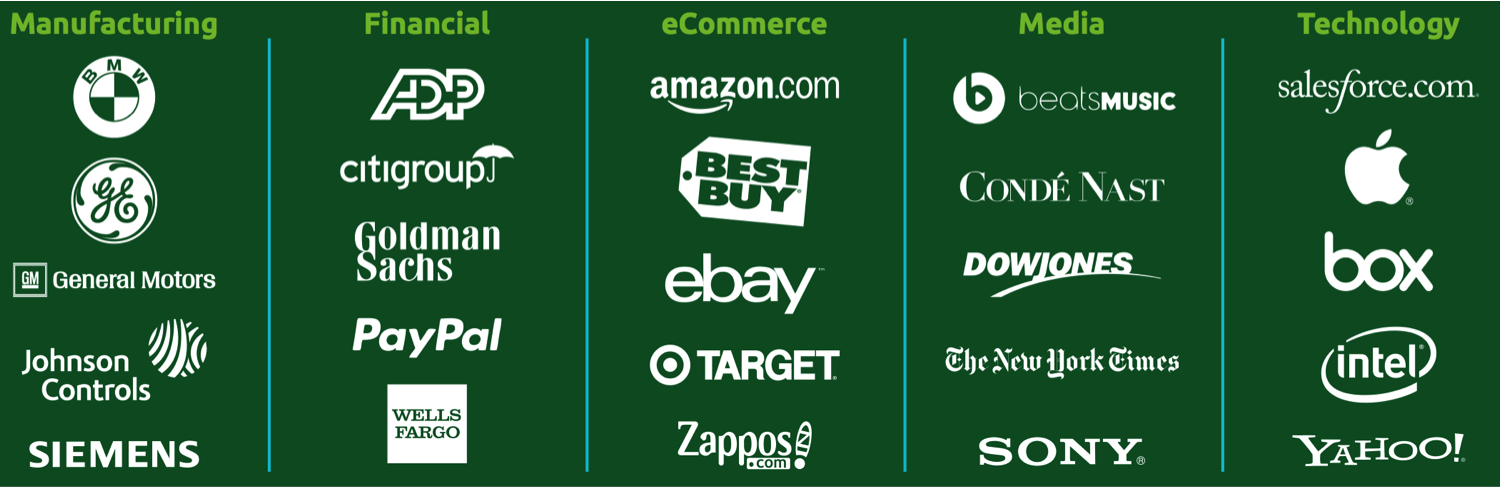 Manufacturing
BMW
GE
GM General Motors
Johnson
Controls
SIEMENS
Financial
ADP
citigroup
Goldman
Sachs
PayPal
WELLS
FARGO
eCommerce
amazon.com
BEST
BUY
ebay™
TARGET
Zappos
.com
Media
b beatsMUSIC
CONDÉ NAST
DOWJONES
The New York Times
SONY®
Technology
salesforce.com
®
box
intel®
YAHOO!®